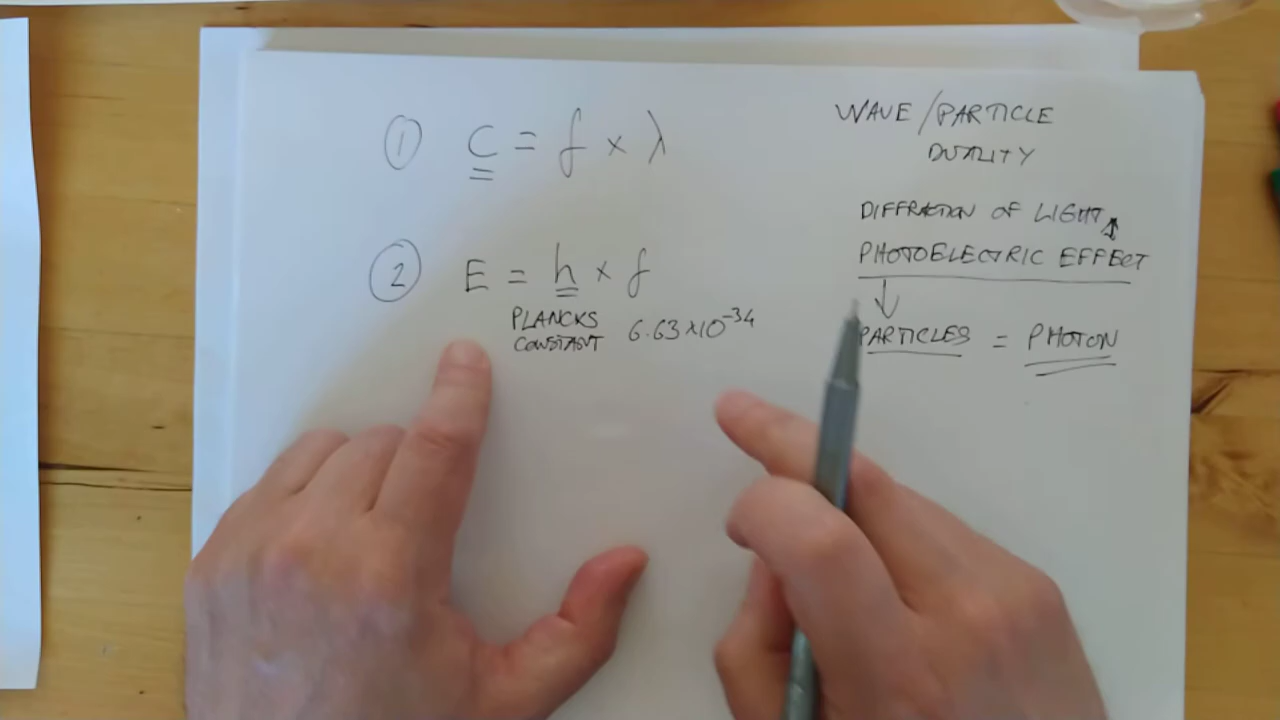 ① C = f × λ
② E = h × f
PLANCKS
CONSTANT 6.63×10⁻³⁴
WAVE/PARTICLE
DUALITY
DIFFRACTION OF LIGHT
PHOTOELECTRIC EFFECT
↓
PARTICLES = PHOTON